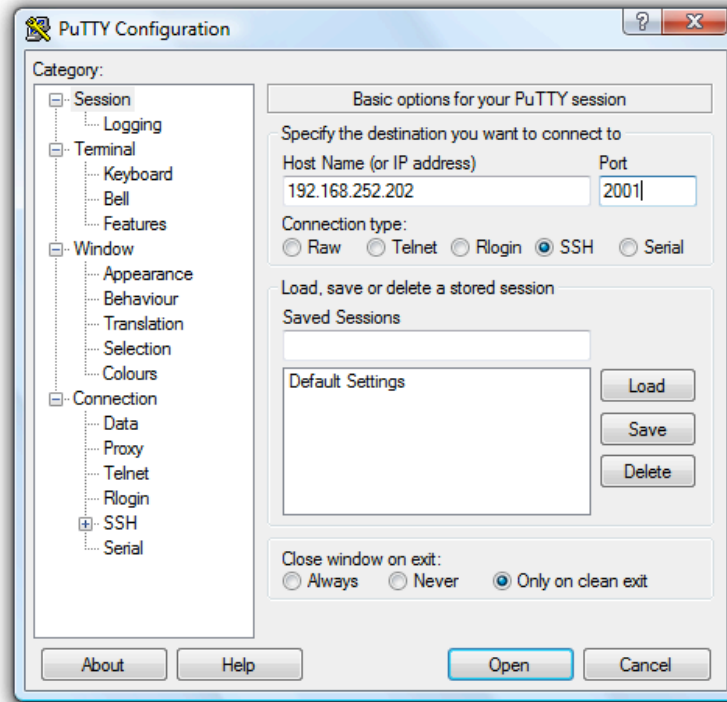 PuTTY Configuration
Category:
Session
Logging
Terminal
Keyboard
Bell
Features
Window
Appearance
Behaviour
Translation
Selection
Colours
Connection
Data
Proxy
Telnet
Rlogin
SSH
Serial
Basic options for your PuTTY session
Specify the destination you want to connect to
Host Name (or IP address) Port
192.168.252.202 2001
Connection type:
Raw Telnet Rlogin SSH Serial
Load, save or delete a stored session
Saved Sessions
Default Settings
Load
Save
Delete
Close window on exit:
Always Never Only on clean exit
About Help Open Cancel